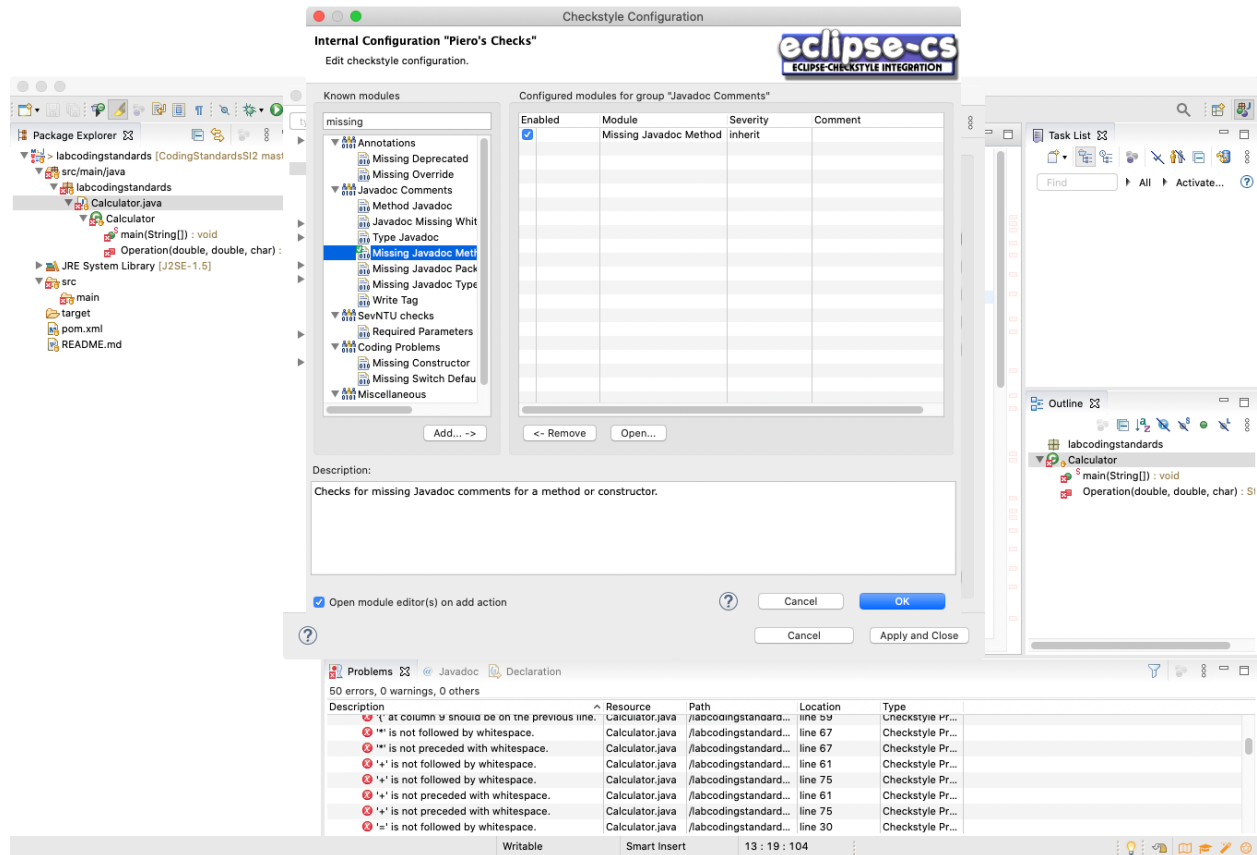 Checkstyle Configuration
Internal Configuration "Piero's Checks"
Edit checkstyle configuration.
eclipse-cs
ECLIPSE-CHECKSTYLE INTEGRATION
Known modules
missing
Annotations
Missing Deprecated
Missing Override
Javadoc Comments
Method Javadoc
Javadoc Missing Whit
Type Javadoc
Missing Javadoc Meth
Missing Javadoc Pack
Missing Javadoc Type
Write Tag
SevNTU checks
Required Parameters
Coding Problems
Missing Constructor
Missing Switch Defau
Miscellaneous
Add... ->
Configured modules for group "Javadoc Comments"
Enabled Module Severity Comment
Missing Javadoc Method inherit
<- Remove
Open...
Description:
Checks for missing Javadoc comments for a method or constructor.
Open module editor(s) on add action
Cancel
OK
Cancel
Apply and Close
Package Explorer
> labcodingstandards [CodingStandardsSI2 mast
src/main/java
labcodingstandards
Calculator.java
Calculator
main(String[]) : void
Operation(double, double, char) :
JRE System Library [J2SE-1.5]
src
main
target
pom.xml
README.md
Task List
Find
All
Activate...
Outline
labcodingstandards
Calculator
main(String[]) : void
Operation(double, double, char) : St
Problems
Javadoc
Declaration
50 errors, 0 warnings, 0 others
Description Resource Path Location Type
'{' at column 9 should be on the previous line. Calculator.java /labcodingstandard... line 59 Checkstyle Pr...
'*' is not followed by whitespace. Calculator.java /labcodingstandard... line 67 Checkstyle Pr...
'*' is not preceded with whitespace. Calculator.java /labcodingstandard... line 67 Checkstyle Pr...
'+' is not followed by whitespace. Calculator.java /labcodingstandard... line 61 Checkstyle Pr...
'+' is not followed by whitespace. Calculator.java /labcodingstandard... line 75 Checkstyle Pr...
'+' is not preceded with whitespace. Calculator.java /labcodingstandard... line 61 Checkstyle Pr...
'+' is not preceded with whitespace. Calculator.java /labcodingstandard... line 75 Checkstyle Pr...
'=' is not followed by whitespace. Calculator.java /labcodingstandard... line 30 Checkstyle Pr...
Writable
Smart Insert
13 : 19 : 104